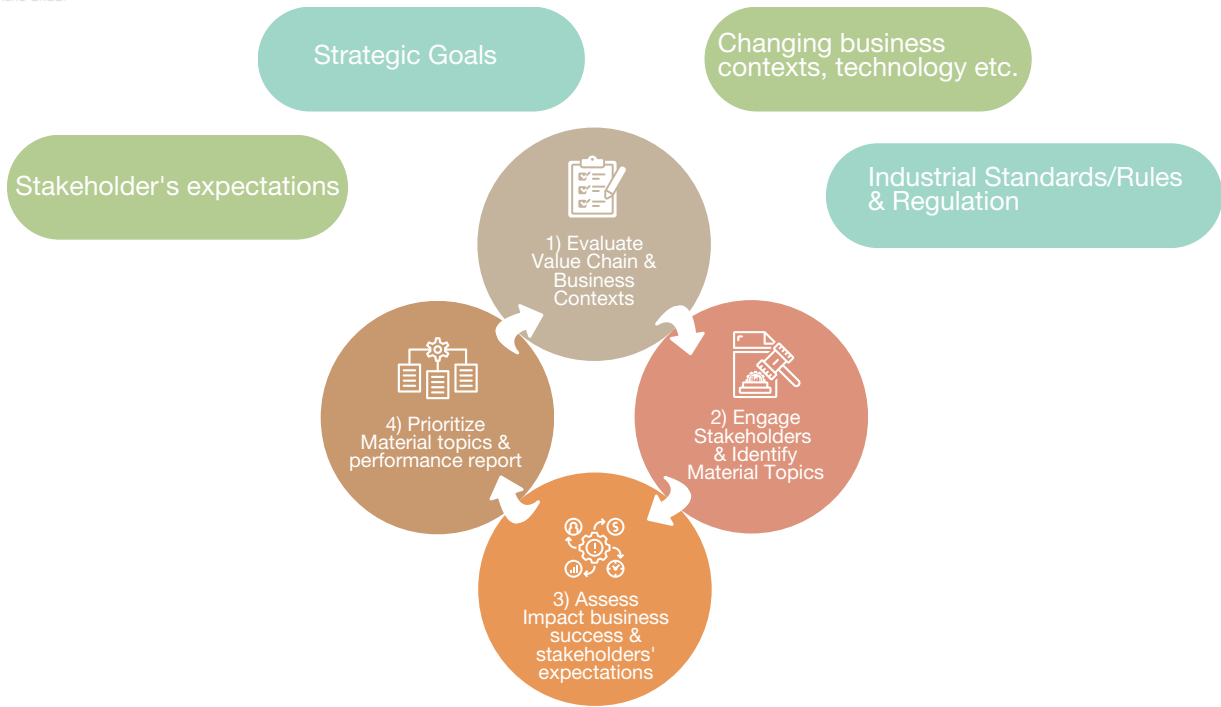 Strategic Goals
Changing business
contexts, technology etc.
Stakeholder's expectations
Industrial Standards/Rules
& Regulation
1) Evaluate
Value Chain &
Business
Contexts
2) Engage
Stakeholders
& Identify
Material Topics
3) Assess
Impact business
success &
stakeholders'
expectations
4) Prioritize
Material topics &
performance report